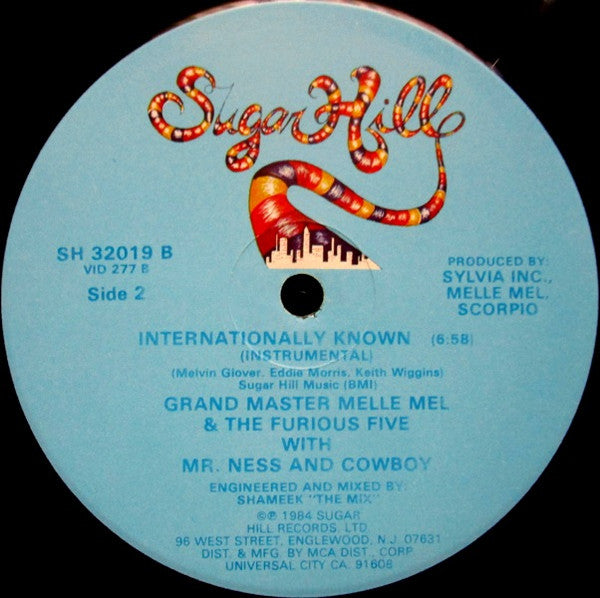 Sugar Hill
SH 32019 B
VID 277 B
Side 2
PRODUCED BY:
SYLVIA INC.,
MELLE MEL,
SCORPIO
INTERNATIONALLY KNOWN (6:58)
(INSTRUMENTAL)
(Melvin Glover, Eddie Morris, Keith Wiggins)
Sugar Hill Music (BMI)
GRAND MASTER MELLE MEL
& THE FURIOUS FIVE
WITH
MR. NESS AND COWBOY
ENGINEERED AND MIXED BY:
SHAMEEK "THE MIX"
©℗ 1984 SUGAR
HILL RECORDS, LTD.
96 WEST STREET, ENGLEWOOD, N.J. 07631
DIST. & MFG. BY MCA DIST., CORP.
UNIVERSAL CITY CA. 91608